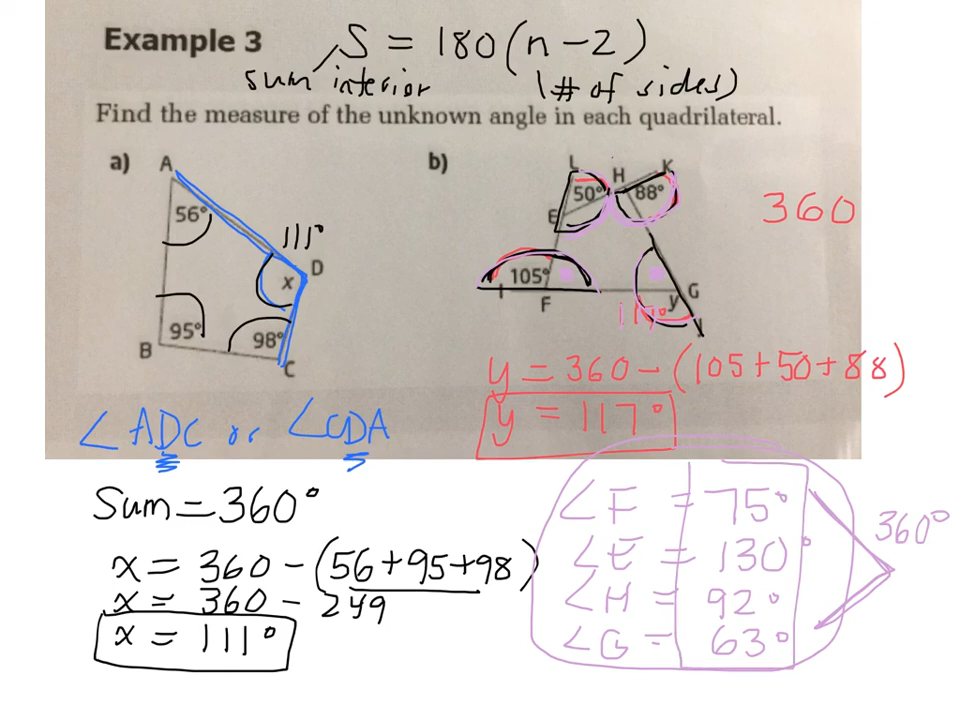 Example 3 S = 180(n-2)
sum interior (# of sides)
Find the measure of the unknown angle in each quadrilateral.
a) A
56°
111°
D
x
95°
98°
B
C
b)
L
H
K
50°
88°
E
360
105°
F
G
y
117°
y = 360 - (105+50+88)
y = 117°
∠ADC or ∠CDA
Sum = 360°
x = 360 - (56+95+98)
x = 360 - 249
x = 111°
∠F = 75°
∠E = 130°
∠H = 92°
∠G = 63°
360°